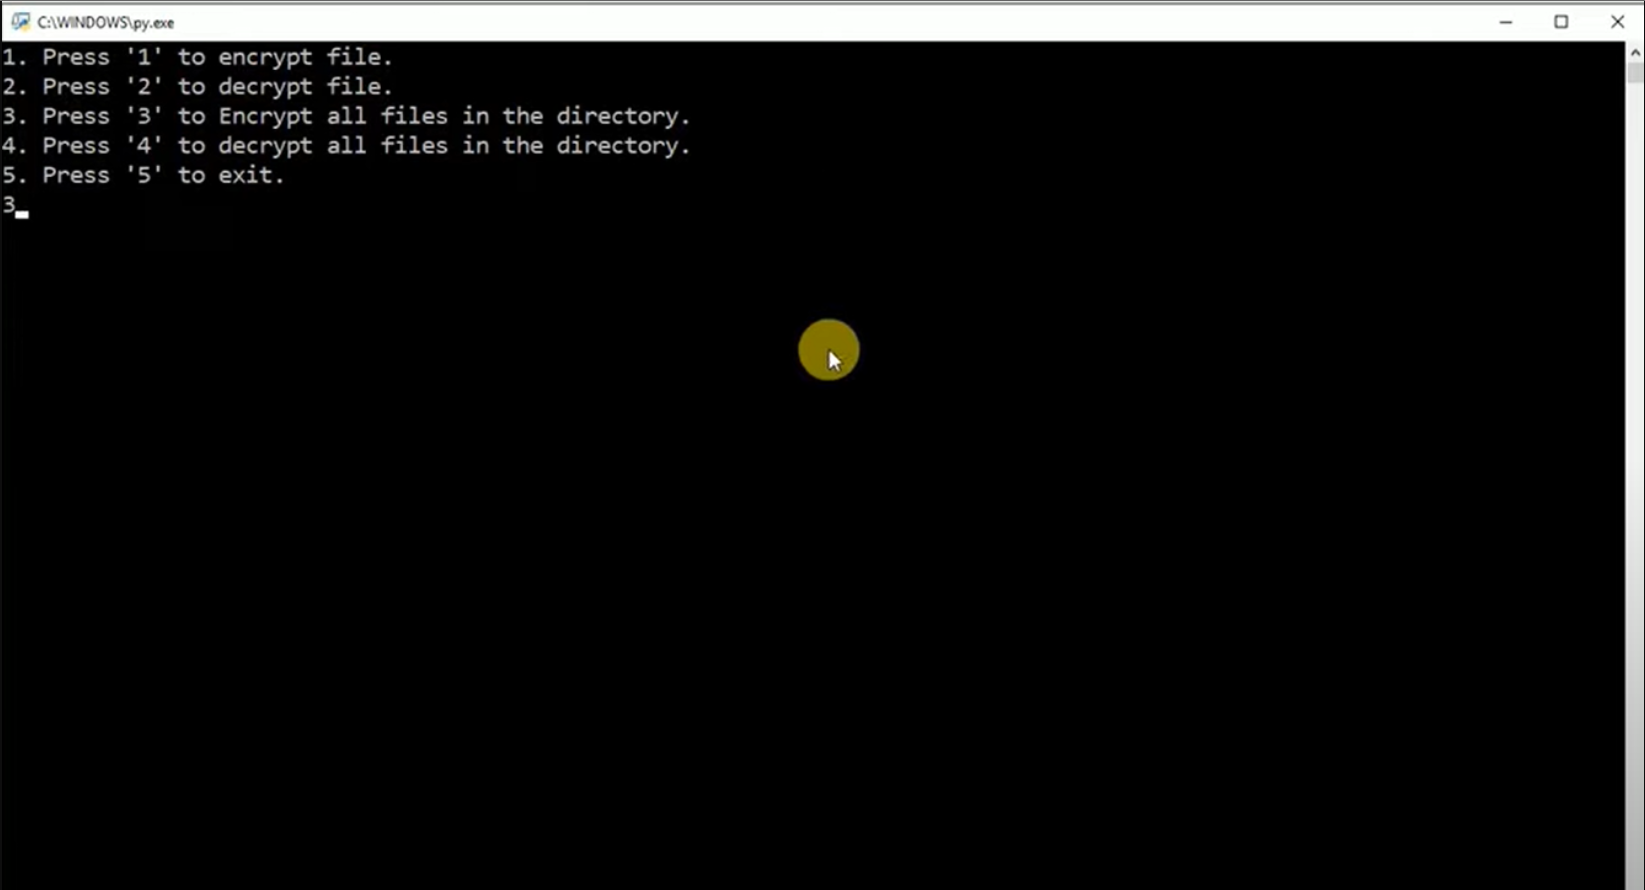 C:\WINDOWS\py.exe
1. Press '1' to encrypt file.
2. Press '2' to decrypt file.
3. Press '3' to Encrypt all files in the directory.
4. Press '4' to decrypt all files in the directory.
5. Press '5' to exit.
3